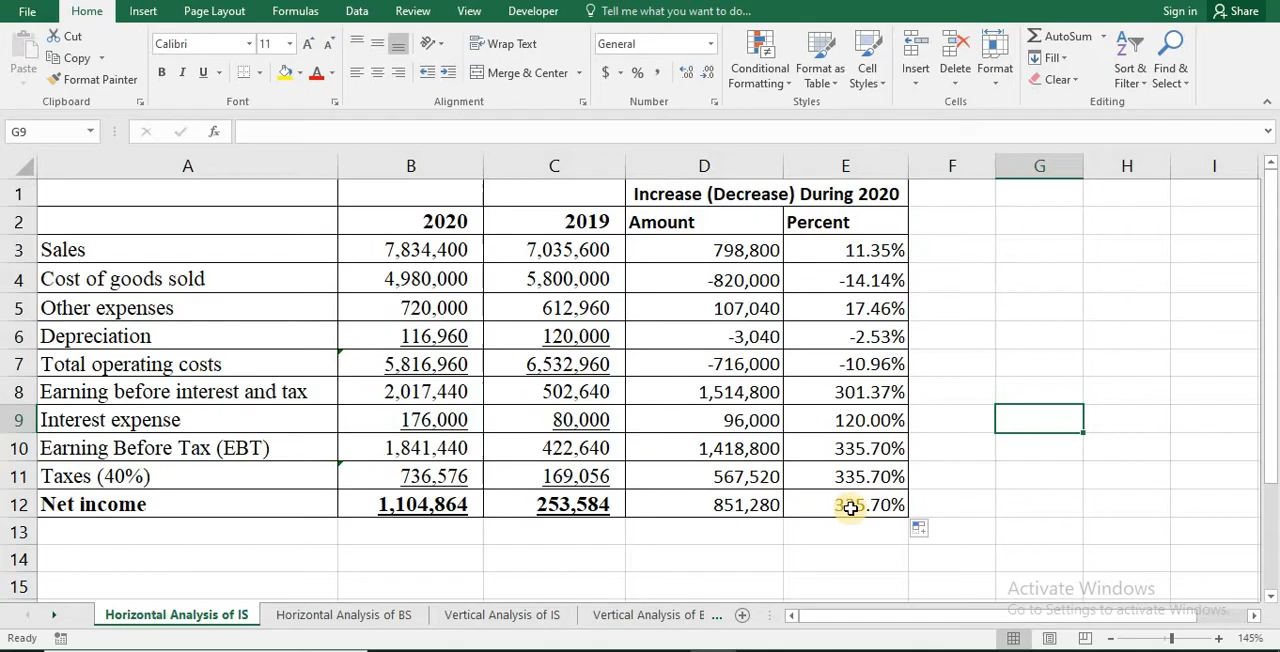 File Home Insert Page Layout Formulas Data Review View Developer Tell me what you want to do... Sign in Share
Paste Cut Copy Format Painter Clipboard
Calibri 11 A A B I U A Font
Wrap Text Merge & Center Alignment
General $ % , Number
Conditional Formatting Format as Table Cell Styles Styles
Insert Delete Format Cells
AutoSum Fill Clear Sort & Filter Find & Select Editing
G9 fx
A B C D E F G H I
1 Increase (Decrease) During 2020
2 2020 2019 Amount Percent
3 Sales 7,834,400 7,035,600 798,800 11.35%
4 Cost of goods sold 4,980,000 5,800,000 -820,000 -14.14%
5 Other expenses 720,000 612,960 107,040 17.46%
6 Depreciation 116,960 120,000 -3,040 -2.53%
7 Total operating costs 5,816,960 6,532,960 -716,000 -10.96%
8 Earning before interest and tax 2,017,440 502,640 1,514,800 301.37%
9 Interest expense 176,000 80,000 96,000 120.00%
10 Earning Before Tax (EBT) 1,841,440 422,640 1,418,800 335.70%
11 Taxes (40%) 736,576 169,056 567,520 335.70%
12 Net income 1,104,864 253,584 851,280 335.70%
13
14
15
Activate Windows
Go to Settings to activate Windows.
Horizontal Analysis of IS Horizontal Analysis of BS Vertical Analysis of IS Vertical Analysis of E ...
Ready 145%